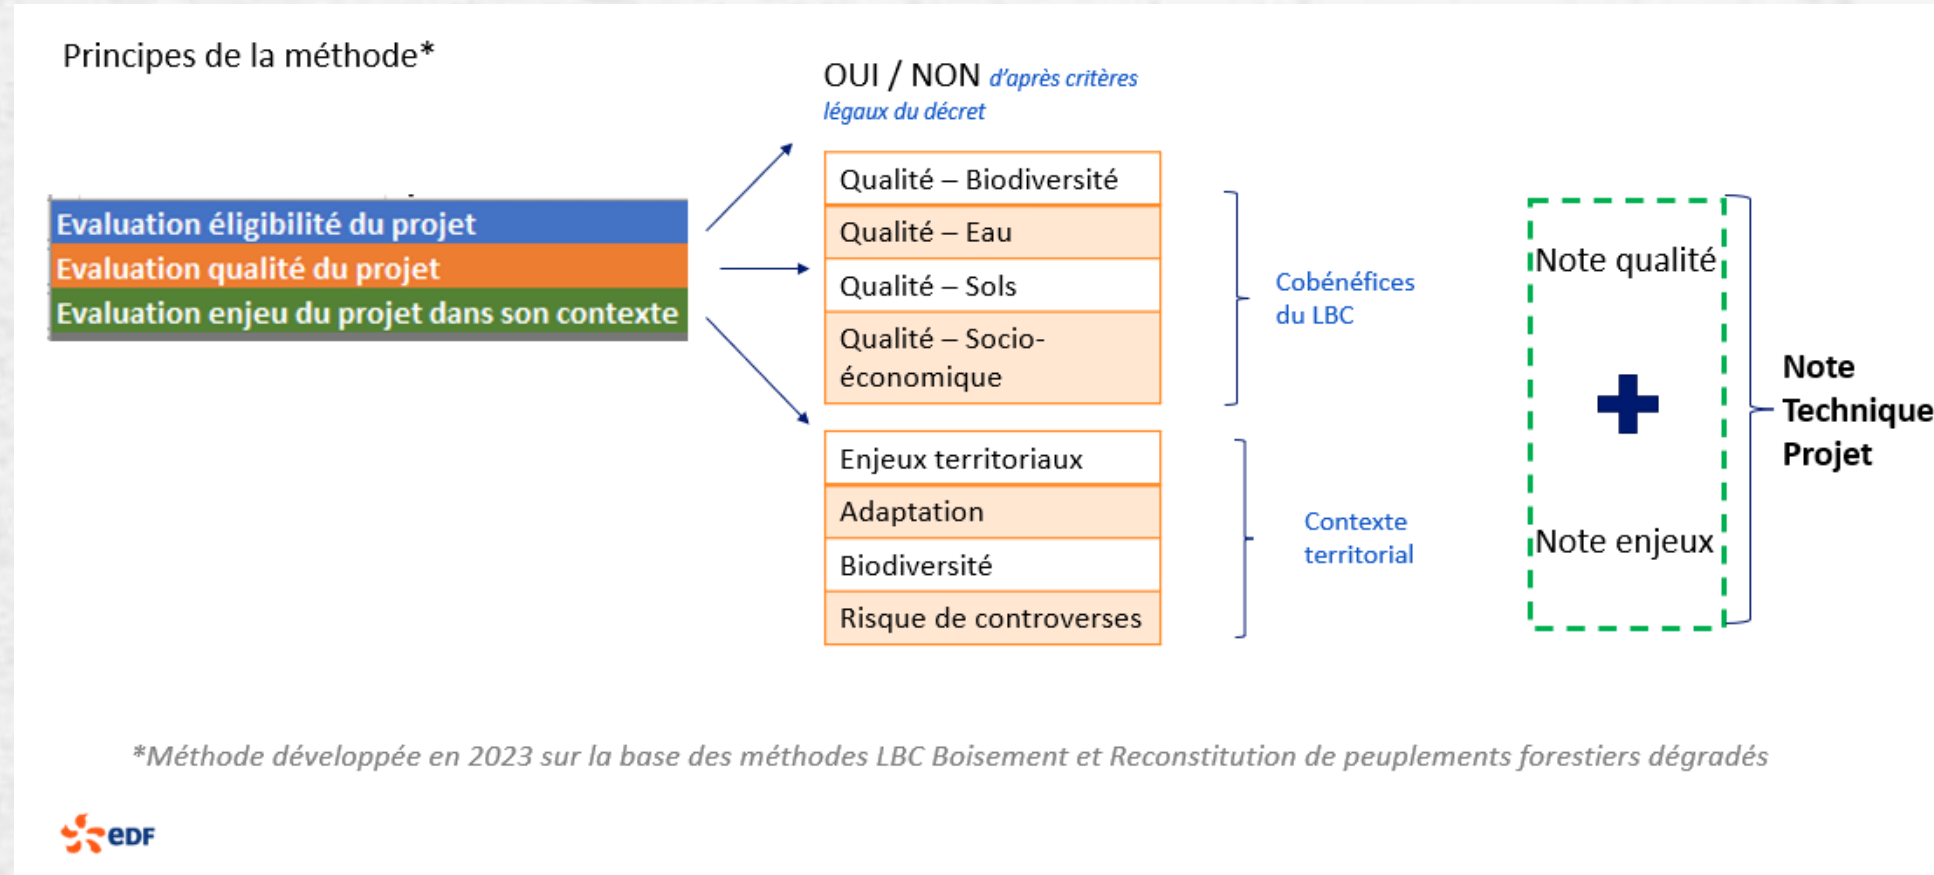 Principes de la méthode*
OUI / NON d'après critères
légaux du décret
Evaluation éligibilité du projet
Evaluation qualité du projet
Evaluation enjeu du projet dans son contexte
Qualité – Biodiversité
Qualité – Eau
Qualité – Sols
Qualité – Socio-
économique
Cobénéfices
du LBC
Enjeux territoriaux
Adaptation
Biodiversité
Risque de controverses
Contexte
territorial
Note qualité
+
Note enjeux
Note
Technique
Projet
*Méthode développée en 2023 sur la base des méthodes LBC Boisement et Reconstitution de peuplements forestiers dégradés
eDF